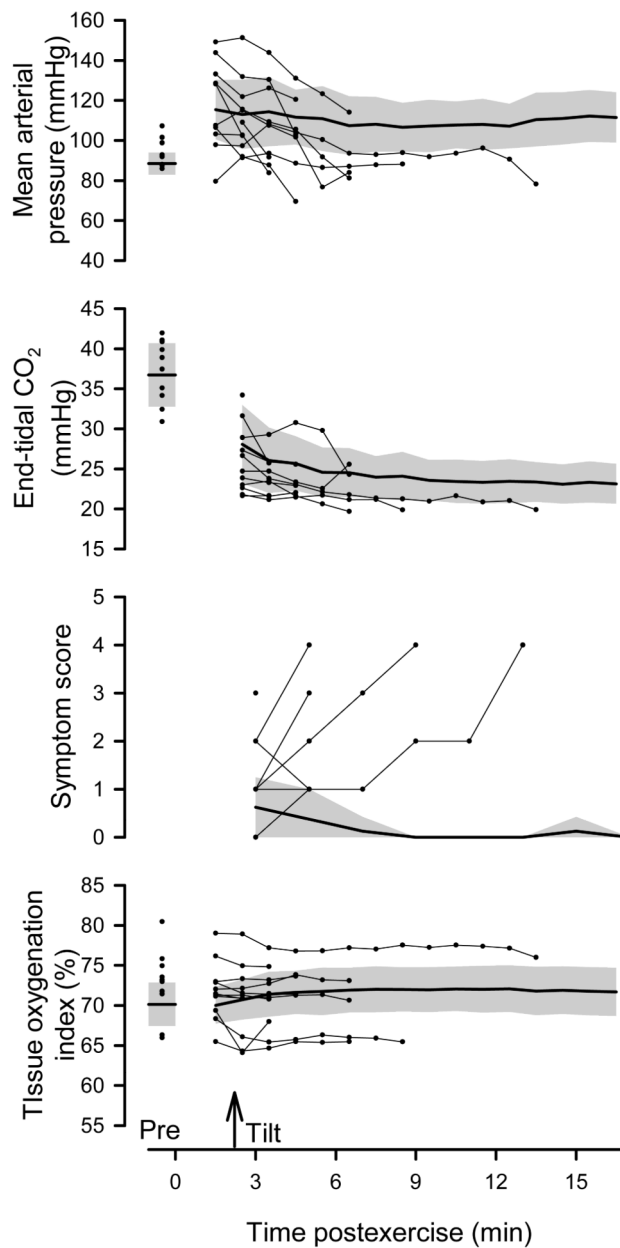 Mean arterial
pressure (mmHg)
160
140
120
100
80
60
40
End-tidal CO₂
(mmHg)
45
40
35
30
25
20
15
Symptom score
5
4
3
2
1
0
TIssue oxygenation
index (%)
85
80
75
70
65
60
55
Pre
Tilt
0 3 6 9 12 15
Time postexercise (min)